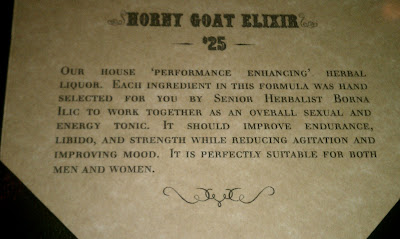 HORNY GOAT ELIXIR
— '25 —
Our house 'performance enhancing' herbal
liquor. Each ingredient in this formula was hand
selected for you by Senior Herbalist Borna
Ilic to work together as an overall sexual and
energy tonic. It should improve endurance,
libido, and strength while reducing agitation and
improving mood. It is perfectly suitable for both
men and women.